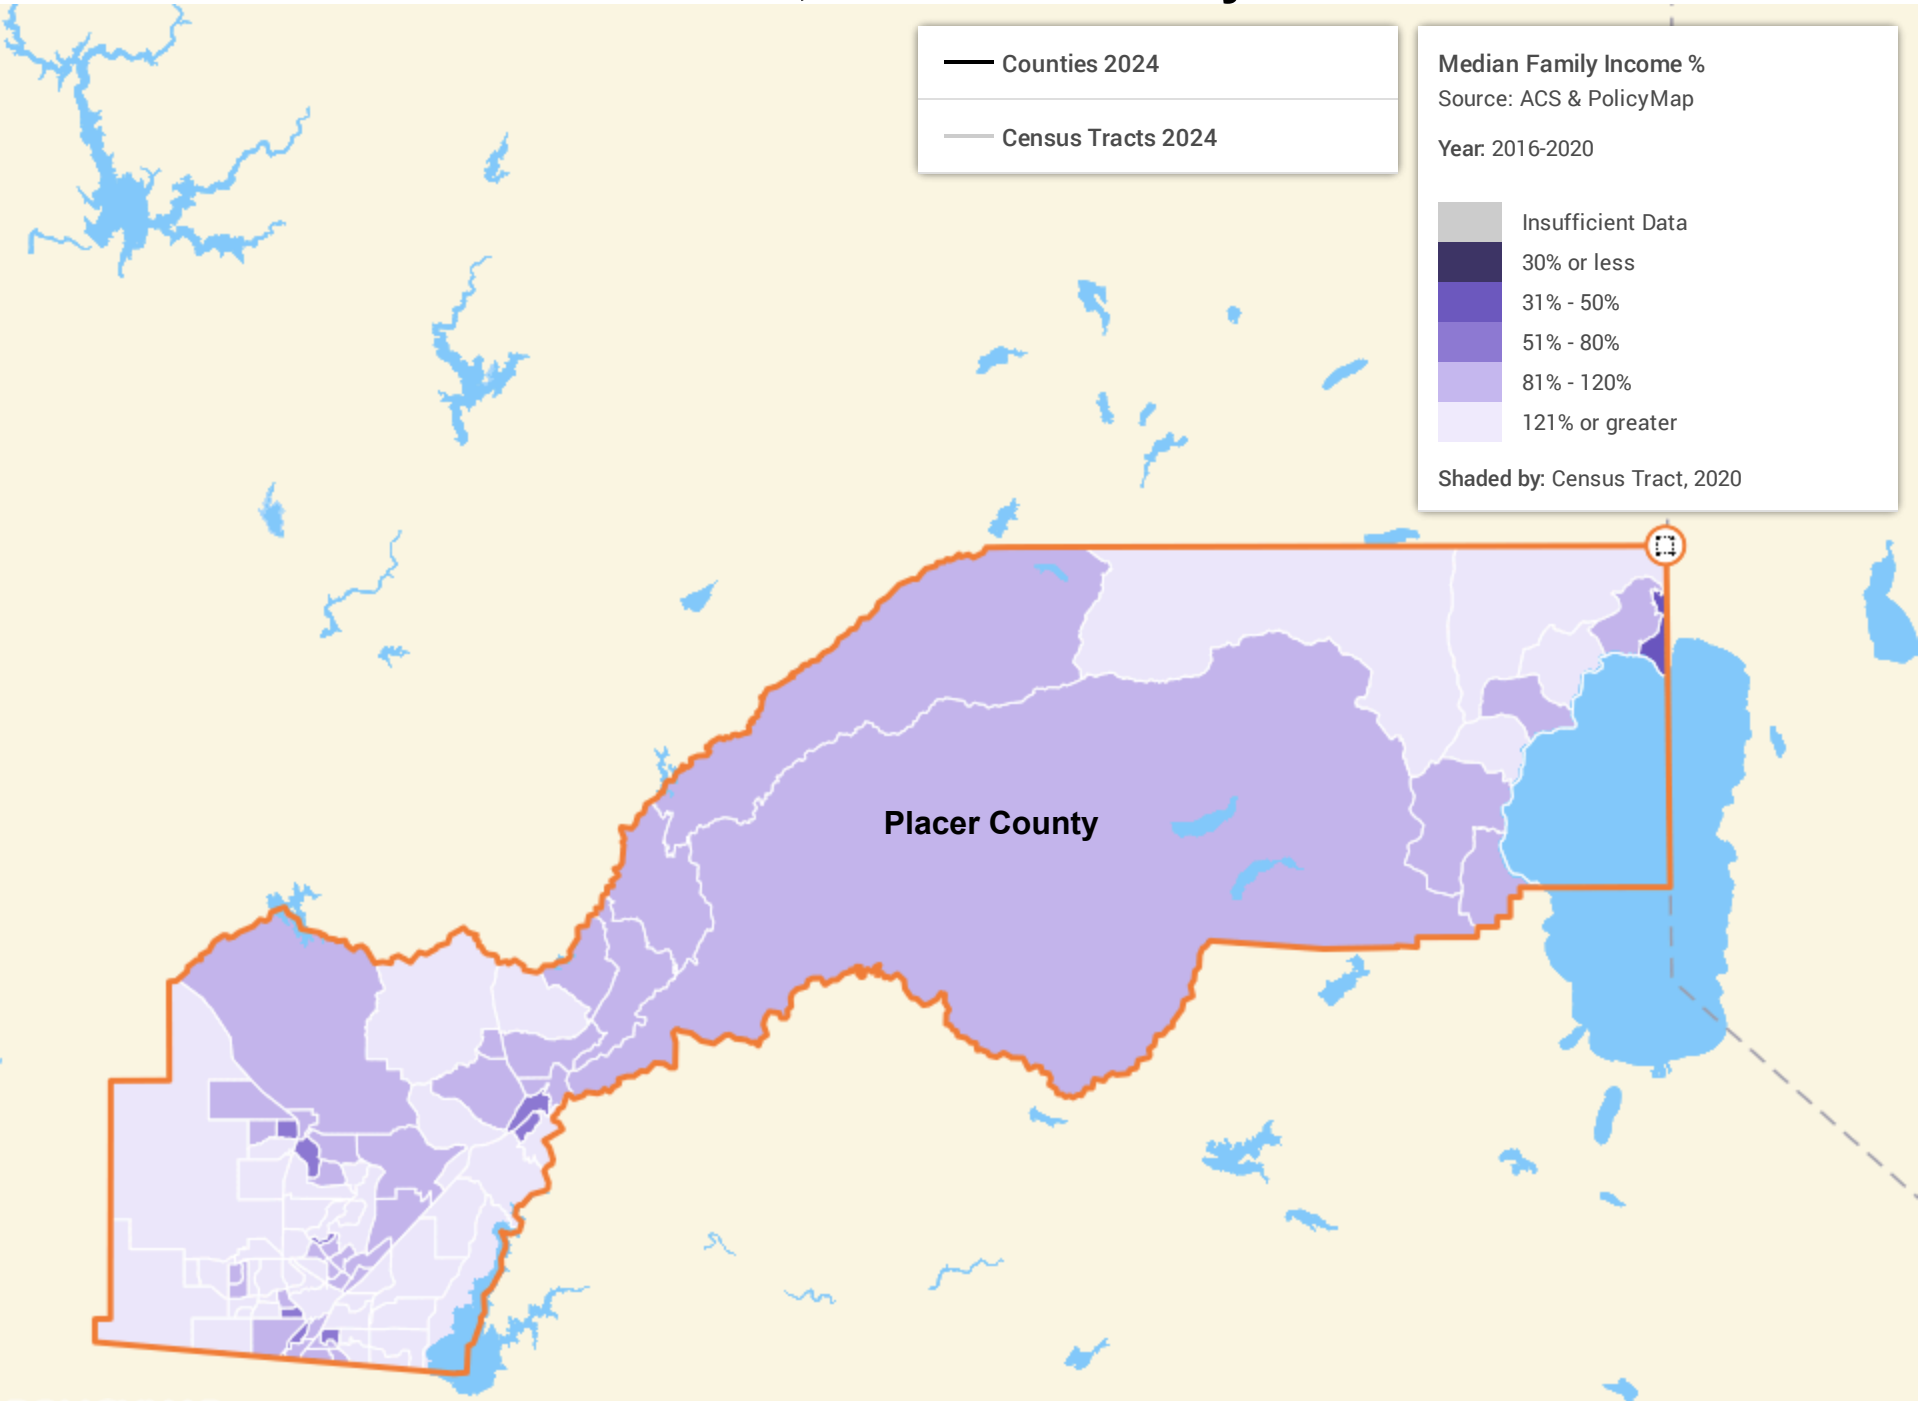 Counties 2024
Census Tracts 2024
Median Family Income %
Source: ACS & PolicyMap
Year: 2016-2020
Insufficient Data
30% or less
31% - 50%
51% - 80%
81% - 120%
121% or greater
Shaded by: Census Tract, 2020
Placer County